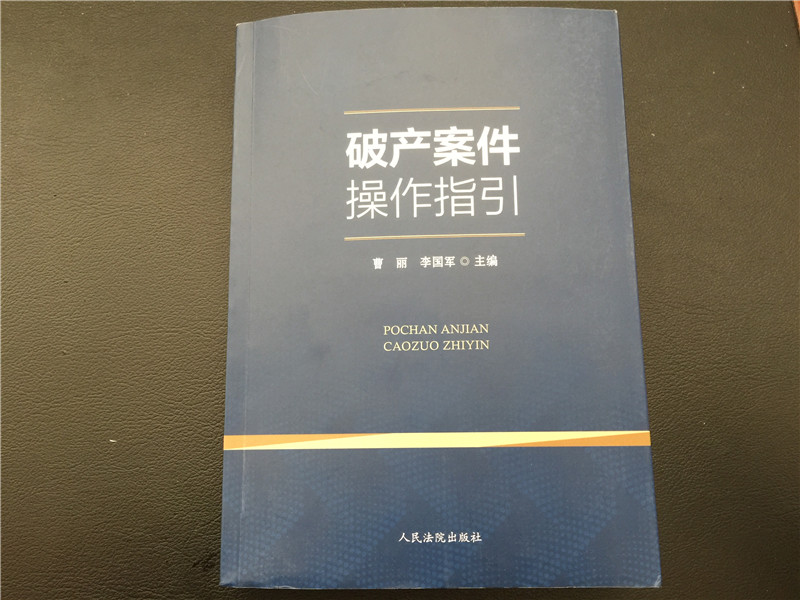 破产案件
操作指引
曹 丽 李国军◎主编
POCHAN ANJIAN
CAOZUO ZHIYIN
人民法院出版社